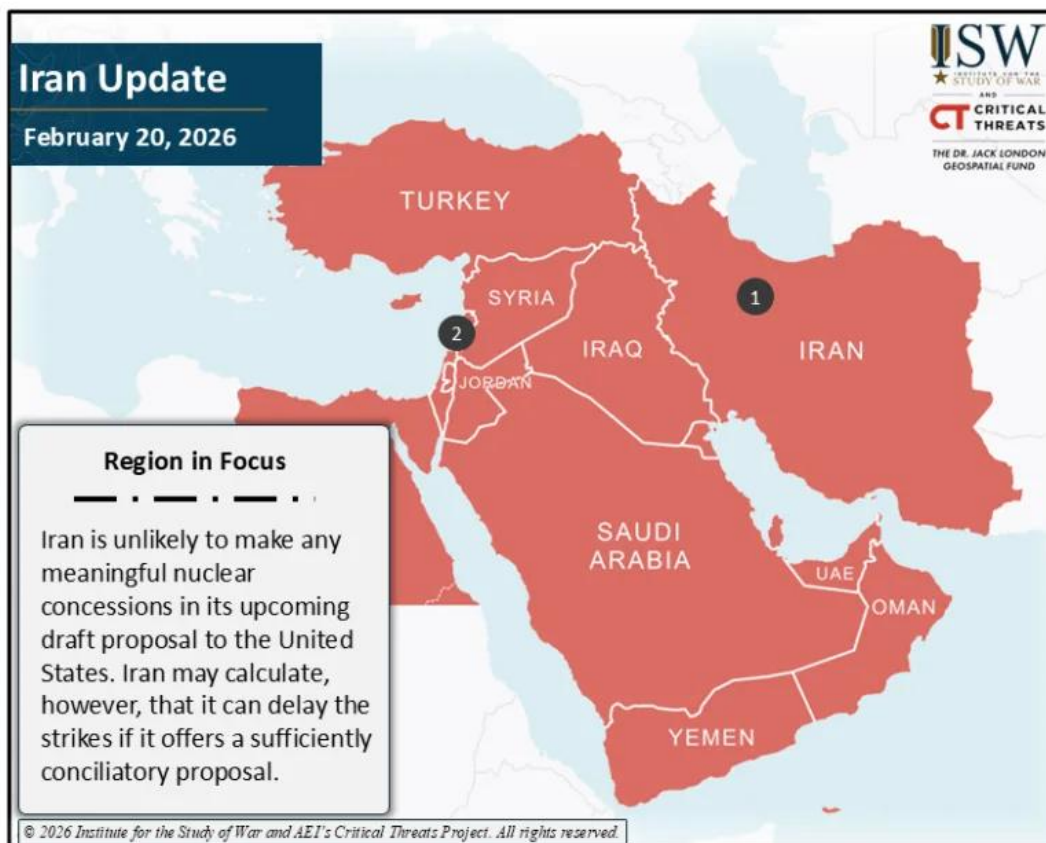 Iran Update
February 20, 2026
ISW
INSTITUTE FOR THE
STUDY OF WAR
AND
CT CRITICAL
THREATS
THE DR. JACK LONDON
GEOSPATIAL FUND
TURKEY
SYRIA
1
2
IRAQ
IRAN
JORDAN
SAUDI
ARABIA
UAE
OMAN
YEMEN
Region in Focus
Iran is unlikely to make any
meaningful nuclear
concessions in its upcoming
draft proposal to the United
States. Iran may calculate,
however, that it can delay the
strikes if it offers a sufficiently
conciliatory proposal.
© 2026 Institute for the Study of War and AEI's Critical Threats Project. All rights reserved.